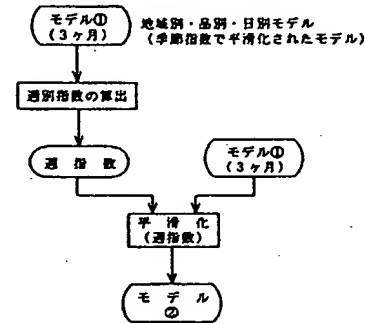 モデル①
(3ヶ月)
地域別・品別・日別モデル
(季節指数で平滑化されたモデル)
週別指数の算出
週指数
モデル①
(3ヶ月)
平滑化
(週指数)
モデル
②